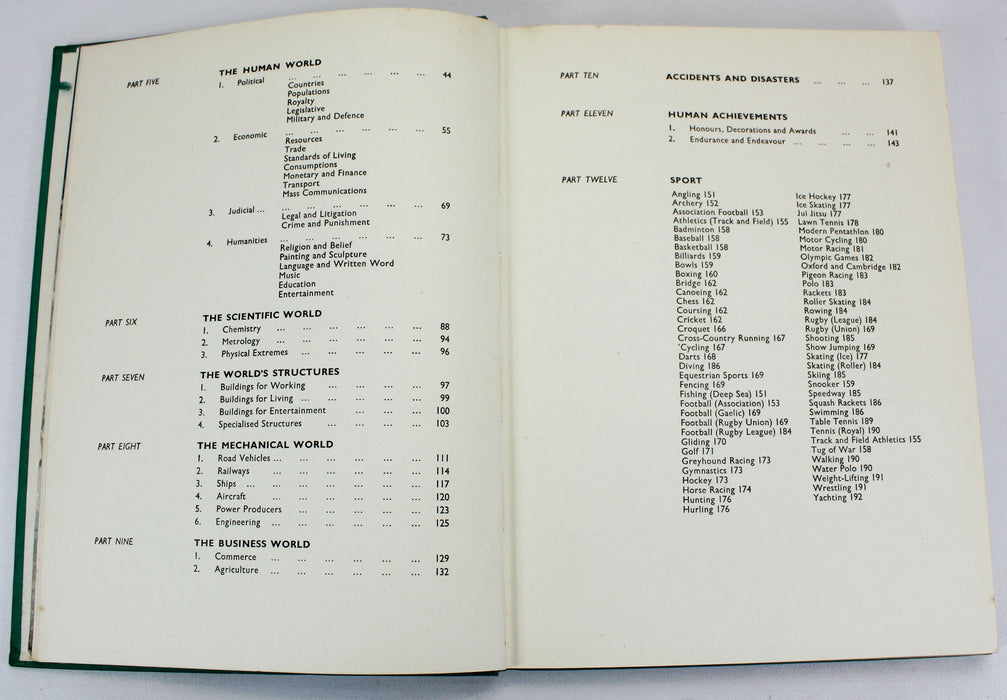 PART FIVE THE HUMAN WORLD
1. Political ... ... ... ... ... ... 44
Countries
Populations
Royalty
Legislative
Military and Defence
2. Economic ... ... ... ... ... ... 55
Resources
Trade
Standards of Living
Consumptions
Monetary and Finance
Transport
Mass Communications
3. Judicial ... ... ... ... ... ... ... 69
Legal and Litigation
Crime and Punishment
4. Humanities ... ... ... ... ... ... 73
Religion and Belief
Painting and Sculpture
Language and Written Word
Music
Education
Entertainment
PART SIX THE SCIENTIFIC WORLD
1. Chemistry ... ... ... ... ... ... 88
2. Metrology ... ... ... ... ... ... 94
3. Physical Extremes ... ... ... ... ... 96
PART SEVEN THE WORLD'S STRUCTURES
1. Buildings for Working ... ... ... ... 97
2. Buildings for Living ... ... ... ... ... 99
3. Buildings for Entertainment ... ... ... 100
4. Specialised Structures ... ... ... ... 103
PART EIGHT THE MECHANICAL WORLD
1. Road Vehicles ... ... ... ... ... ... 111
2. Railways ... ... ... ... ... ... 114
3. Ships ... ... ... ... ... ... ... 117
4. Aircraft ... ... ... ... ... ... 120
5. Power Producers ... ... ... ... ... 123
6. Engineering ... ... ... ... ... ... 125
PART NINE THE BUSINESS WORLD
1. Commerce ... ... ... ... ... ... 129
2. Agriculture ... ... ... ... ... ... 132
PART TEN ACCIDENTS AND DISASTERS ... ... ... 137
PART ELEVEN HUMAN ACHIEVEMENTS
1. Honours, Decorations and Awards ... ... 141
2. Endurance and Endeavour ... ... ... ... 143
PART TWELVE SPORT
Angling 151
Archery 152
Association Football 153
Athletics (Track and Field) 155
Badminton 158
Baseball 158
Basketball 158
Billiards 159
Bowls 159
Boxing 160
Bridge 162
Canoeing 162
Chess 162
Coursing 162
Cricket 162
Croquet 166
Cross-Country Running 167
'Cycling 167
Darts 168
Diving 186
Equestrian Sports 169
Fencing 169
Fishing (Deep Sea) 151
Football (Association) 153
Football (Gaelic) 169
Football (Rugby Union) 169
Football (Rugby League) 184
Gliding 170
Golf 171
Greyhound Racing 173
Gymnastics 173
Hockey 173
Horse Racing 174
Hunting 176
Hurling 176
Ice Hockey 177
Ice Skating 177
Jui Jitsu 177
Lawn Tennis 178
Modern Pentathlon 180
Motor Cycling 180
Motor Racing 181
Olympic Games 182
Oxford and Cambridge 182
Pigeon Racing 183
Polo 183
Rackets 183
Roller Skating 184
Rowing 184
Rugby (League) 184
Rugby (Union) 169
Shooting 185
Show Jumping 169
Skating (Ice) 177
Skating (Roller) 184
Skiing 185
Snooker 159
Speedway 185
Squash Rackets 186
Swimming 186
Table Tennis 189
Tennis (Royal) 190
Track and Field Athletics 155
Tug of War 158
Walking 190
Water Polo 190
Weight-Lifting 191
Wrestling 191
Yachting 192